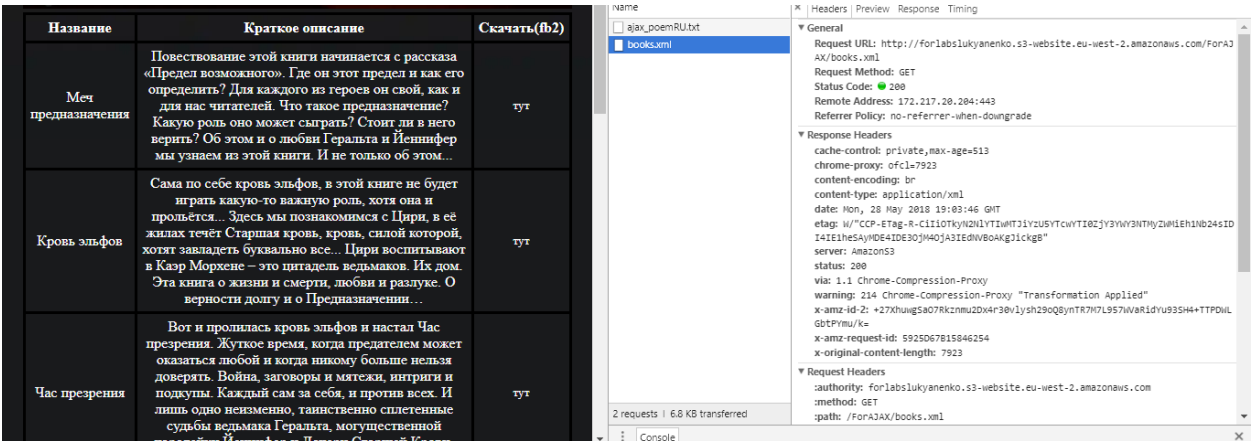 Название Краткое описание Скачать(fb2)
Меч
предназначения
Повествование этой книги начинается с рассказа
«Предел возможного». Где он этот предел и как его
определить? Для каждого из героев он свой, как и
для нас читателей. Что такое предназначение?
Какую роль оно может сыграть? Стоит ли в него
верить? Об этом и о любви Геральта и Йеннифер
мы узнаем из этой книги. И не только об этом...
тут
Кровь эльфов
Сама по себе кровь эльфов, в этой книге не будет
играть какую-то важную роль, хотя она и
прольётся... Здесь мы познакомимся с Цири, в её
жилах течёт Старшая кровь, кровь, силой которой,
хотят завладеть буквально все... Цири воспитывают
в Каэр Морхене – это цитадель ведьмаков. Их дом.
Эта книга о жизни и смерти, любви и разлуке. О
верности долгу и о Предназначении…
тут
Час презрения
Вот и пролилась кровь эльфов и настал Час
презрения. Жуткое время, когда предателем может
оказаться любой и когда никому больше нельзя
доверять. Война, заговоры и мятежи, интриги и
подкупы. Каждый сам за себя, и против всех. И
лишь одно неизменно, таинственно сплетенные
судьбы ведьмака Геральта, могущественной
тут
Name
ajax_poemRU.txt
books.xml
2 requests | 6.8 KB transferred
× Headers Preview Response Timing
General
Request URL: http://forlabslukyanenko.s3-website.eu-west-2.amazonaws.com/ForAJ
AX/books.xml
Request Method: GET
Status Code: 200
Remote Address: 172.217.20.204:443
Referrer Policy: no-referrer-when-downgrade
Response Headers
cache-control: private,max-age=513
chrome-proxy: ofcl=7923
content-encoding: br
content-type: application/xml
date: Mon, 28 May 2018 19:03:46 GMT
etag:
server: AmazonS3
status: 200
via: 1.1 Chrome-Compression-Proxy
warning: 214 Chrome-Compression-Proxy "Transformation Applied"
x-amz-id-2:
GbtPYmu/k=
x-amz-request-id: 5925D67B15846254
x-original-content-length: 7923
Request Headers
:authority: forlabslukyanenko.s3-website.eu-west-2.amazonaws.com
:method: GET
:path: /ForAJAX/books.xml
Console